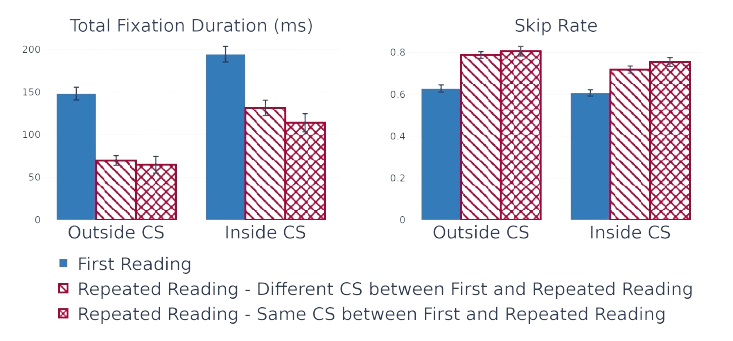 Total Fixation Duration (ms)
Skip Rate
200
150
100
50
0
0.8
0.6
0.4
0.2
0
Outside CS
Inside CS
Outside CS
Inside CS
First Reading
Repeated Reading - Different CS between First and Repeated Reading
Repeated Reading - Same CS between First and Repeated Reading